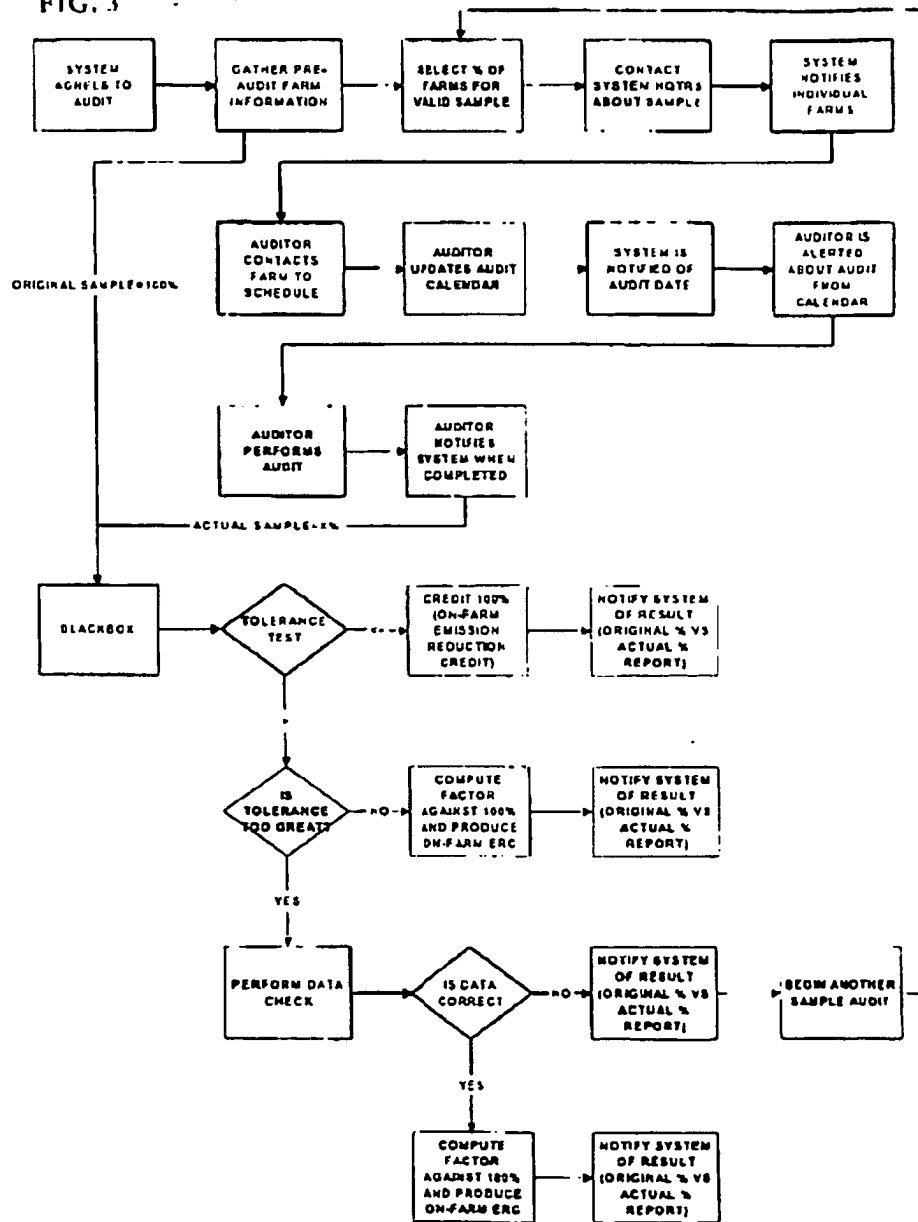 FIG. 3
SYSTEM
AGREES TO
AUDIT
GATHER PRE-
AUDIT FARM
INFORMATION
SELECT % OF
FARMS FOR
VALID SAMPLE
CONTACT
SYSTEM HQTRS
ABOUT SAMPLE
SYSTEM
NOTIFIES
INDIVIDUAL
FARMS
AUDITOR
CONTACTS
FARM TO
SCHEDULE
AUDITOR
UPDATES AUDIT
CALENDAR
SYSTEM IS
NOTIFIED OF
AUDIT DATE
AUDITOR IS
ALERTED
ABOUT AUDIT
FROM
CALENDAR
ORIGINAL SAMPLE=100%
AUDITOR
PERFORMS
AUDIT
AUDITOR
NOTIFIES
SYSTEM WHEN
COMPLETED
ACTUAL SAMPLE=X%
BLACKBOX
TOLERANCE
TEST
CREDIT 100%
(ON-FARM
EMISSION
REDUCTION
CREDIT)
NOTIFY SYSTEM
OF RESULT
(ORIGINAL % VS
ACTUAL %
REPORT)
IS
TOLERANCE
TOO GREAT?
NO
COMPUTE
FACTOR
AGAINST 100%
AND PRODUCE
ON-FARM ERC
NOTIFY SYSTEM
OF RESULT
(ORIGINAL % VS
ACTUAL %
REPORT)
YES
PERFORM DATA
CHECK
IS DATA
CORRECT
NO
NOTIFY SYSTEM
OF RESULT
(ORIGINAL % VS
ACTUAL %
REPORT)
BEGIN ANOTHER
SAMPLE AUDIT
YES
COMPUTE
FACTOR
AGAINST 100%
AND PRODUCE
ON-FARM ERC
NOTIFY SYSTEM
OF RESULT
(ORIGINAL % VS
ACTUAL %
REPORT)